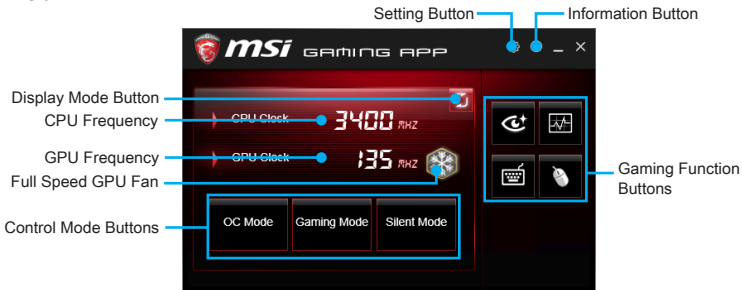 Setting Button
Information Button
msi GAMING APP
Display Mode Button
CPU Frequency
CPU Clock 3400 MHZ
GPU Frequency
GPU Clock 135 MHZ
Full Speed GPU Fan
Gaming Function
Buttons
Control Mode Buttons
OC Mode Gaming Mode Silent Mode